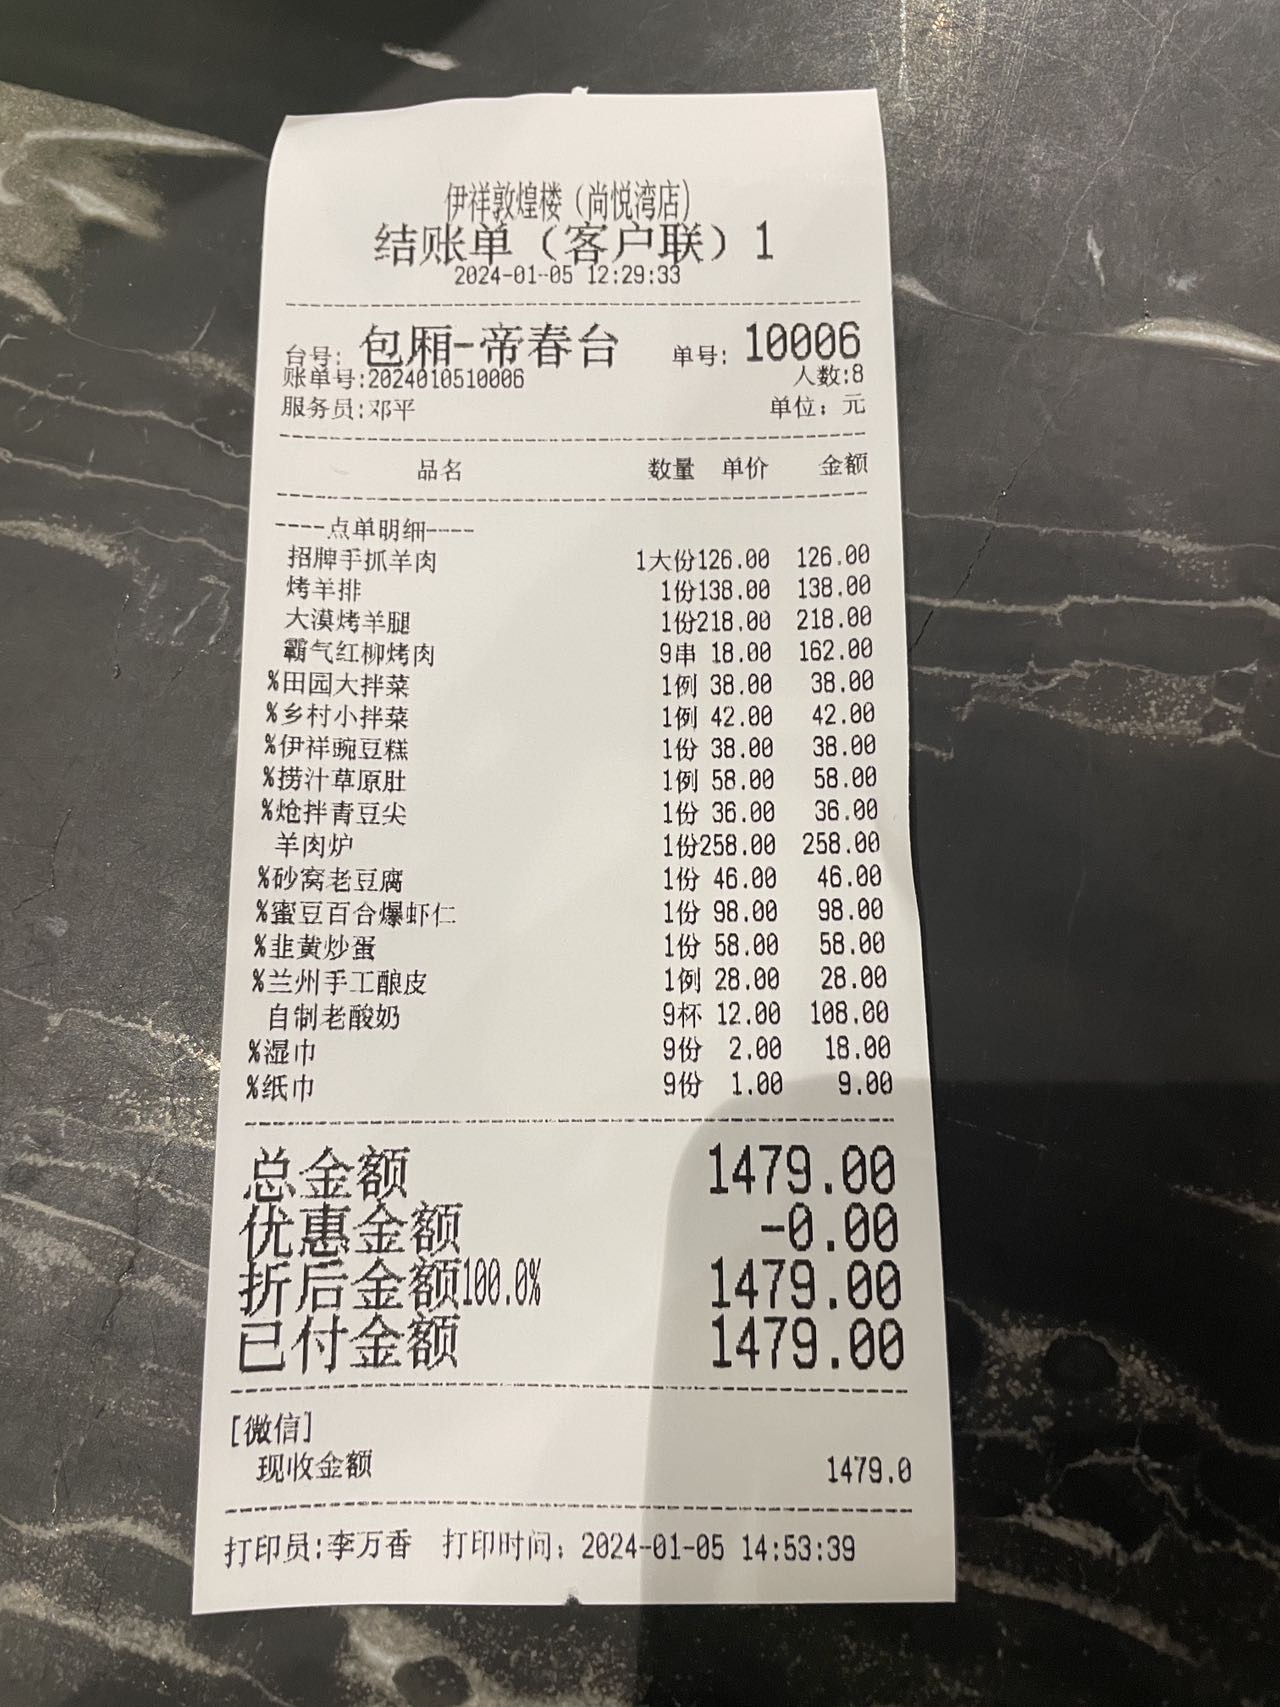 伊祥敦煌楼（尚悦湾店）
结账单（客户联）1
2024-01-05 12:29:33
台号: 包厢-帝春台 单号: 10006
账单号:2024010510006 人数:8
服务员:邓平 单位: 元
品名 数量 单价 金额
----点单明细----
招牌手抓羊肉 1大份126.00 126.00
烤羊排 1份138.00 138.00
大漠烤羊腿 1份218.00 218.00
霸气红柳烤肉 9串 18.00 162.00
%田园大拌菜 1例 38.00 38.00
%乡村小拌菜 1例 42.00 42.00
%伊祥豌豆糕 1份 38.00 38.00
%捞汁草原肚 1例 58.00 58.00
%炝拌青豆尖 1份 36.00 36.00
羊肉炉 1份258.00 258.00
%砂窝老豆腐 1份 46.00 46.00
%蜜豆百合爆虾仁 1份 98.00 98.00
%韭黄炒蛋 1份 58.00 58.00
%兰州手工酿皮 1例 28.00 28.00
自制老酸奶 9杯 12.00 108.00
%湿巾 9份 2.00 18.00
%纸巾 9份 1.00 9.00
总金额 1479.00
优惠金额 -0.00
折后金额100.0% 1479.00
已付金额 1479.00
[微信]
现收金额 1479.0
打印员:李万香 打印时间: 2024-01-05 14:53:39